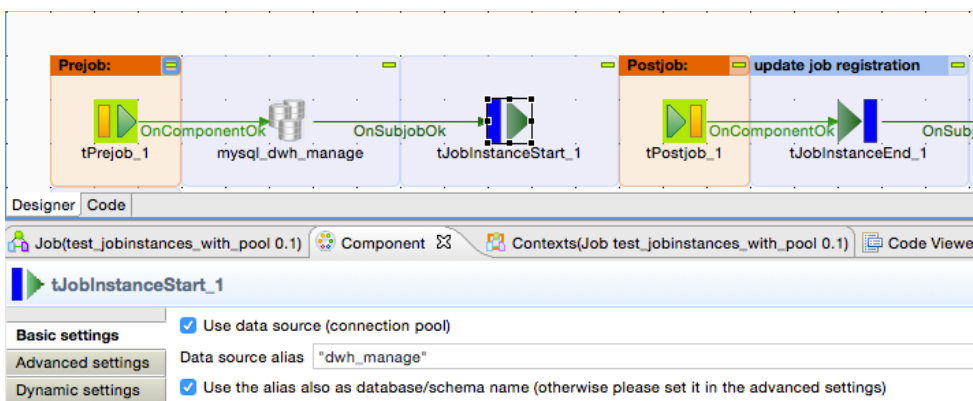 Prejob:
Postjob:
update job registration
OnComponentOk
OnSubjobOk
OnComponentOk
OnSub
tPrejob_1
mysql_dwh_manage
tJobInstanceStart_1
tPostjob_1
tJobInstanceEnd_1
Designer Code
Job(test_jobinstances_with_pool 0.1) Component Contexts(Job test_jobinstances_with_pool 0.1) Code Viewe
tJobInstanceStart_1
Basic settings
Use data source (connection pool)
Advanced settings
Data source alias "dwh_manage"
Dynamic settings
Use the alias also as database/schema name (otherwise please set it in the advanced settings)